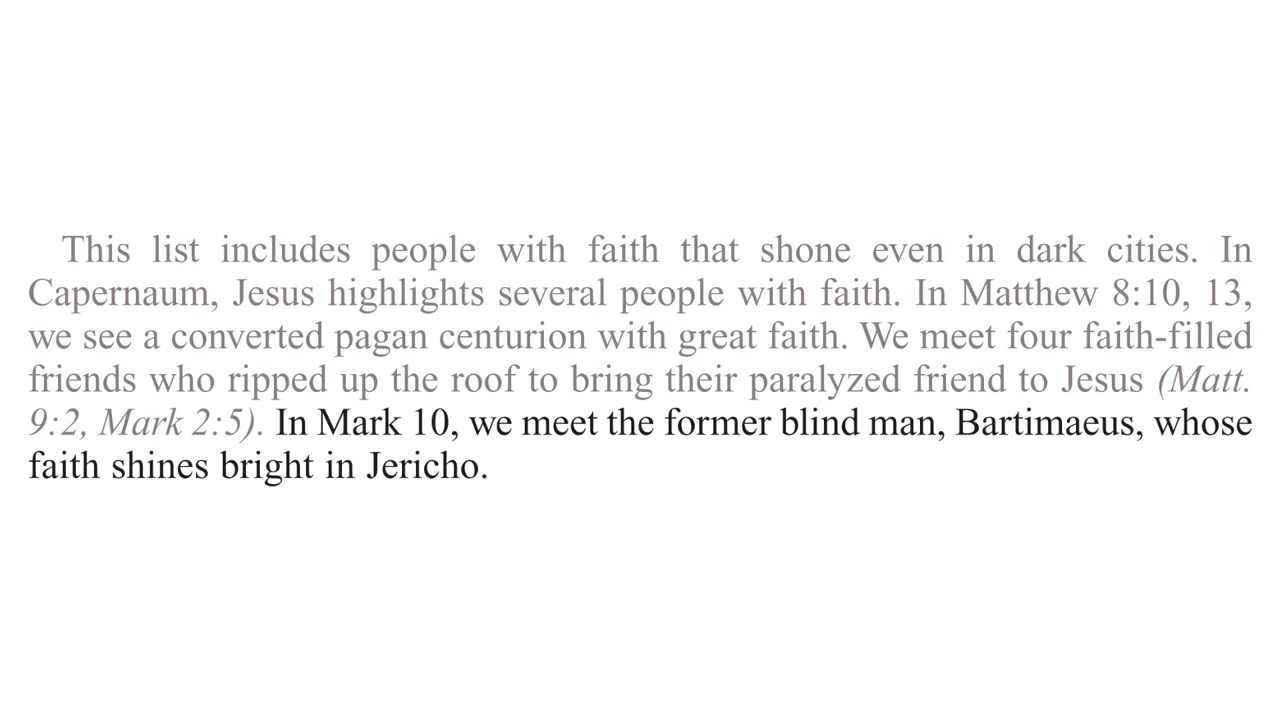 This list includes people with faith that shone even in dark cities. In
Capernaum, Jesus highlights several people with faith. In Matthew 8:10, 13,
we see a converted pagan centurion with great faith. We meet four faith-filled
friends who ripped up the roof to bring their paralyzed friend to Jesus (Matt.
9:2, Mark 2:5). In Mark 10, we meet the former blind man, Bartimaeus, whose
faith shines bright in Jericho.